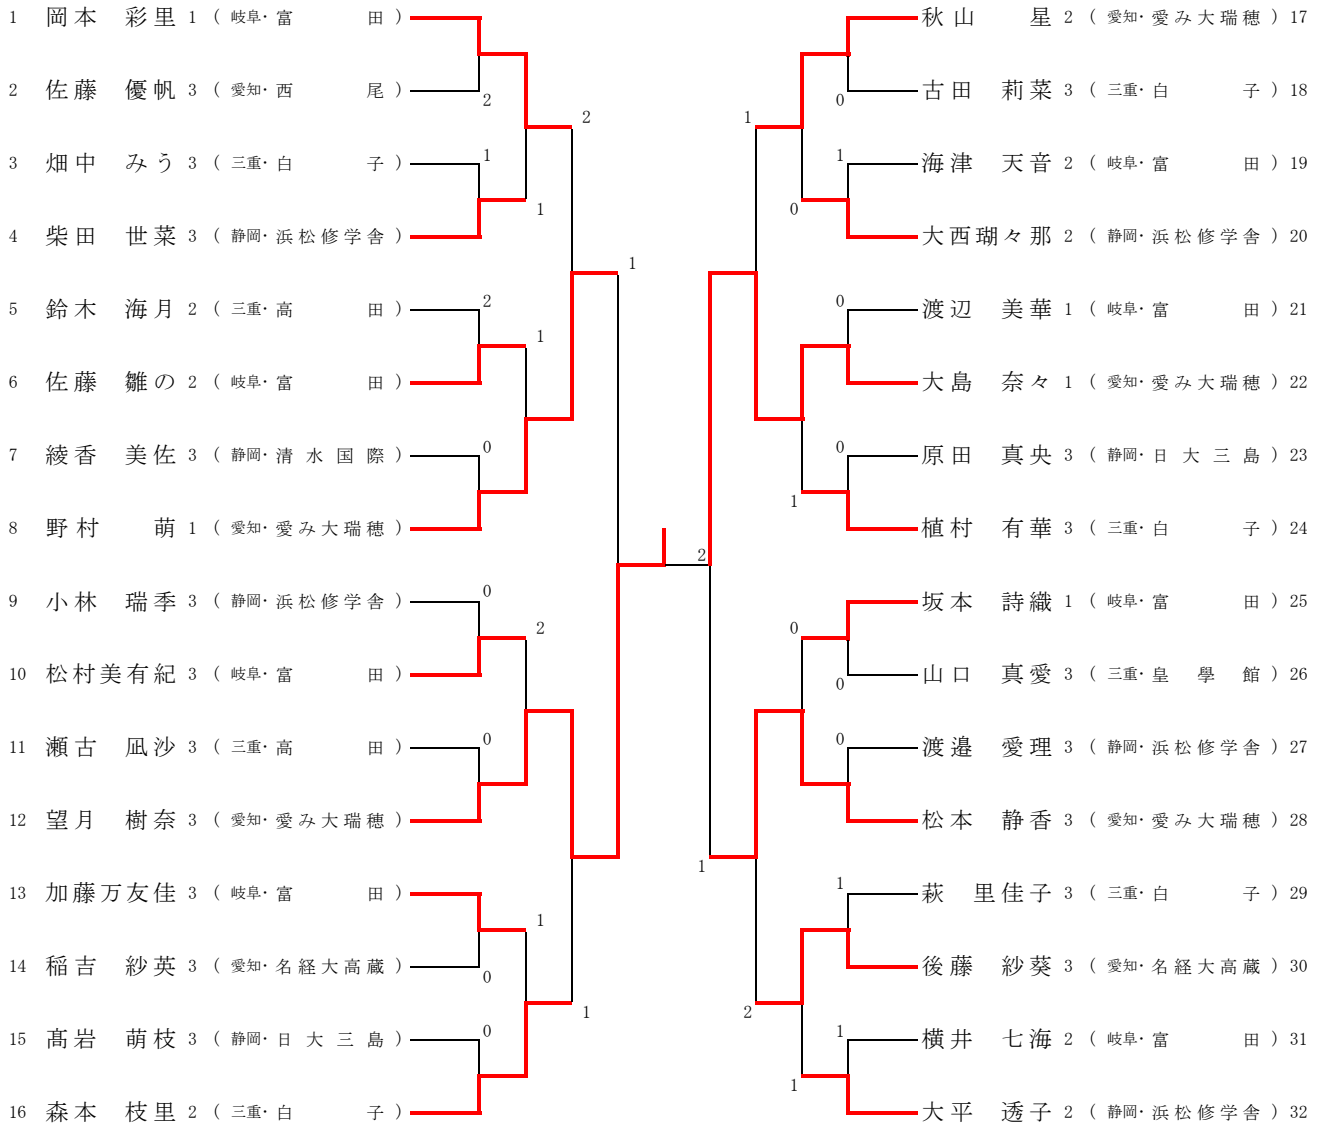 1 岡本 彩里 1 ( 岐阜・富 田 )
2 佐藤 優帆 3 ( 愛知・西 尾 )
2
3 畑中 みう 3 ( 三重・白 子 )
1
4 柴田 世菜 3 ( 静岡・浜松修学舎 )
2
1
5 鈴木 海月 2 ( 三重・高 田 )
2
6 佐藤 雛の 2 ( 岐阜・富 田 )
1
7 綾香 美佐 3 ( 静岡・清水国際 )
0
8 野村 萌 1 ( 愛知・愛み大瑞穂 )
1
9 小林 瑞季 3 ( 静岡・浜松修学舎 )
0
10 松村美有紀 3 ( 岐阜・富 田 )
2
11 瀬古 凪沙 3 ( 三重・高 田 )
0
12 望月 樹奈 3 ( 愛知・愛み大瑞穂 )
13 加藤万友佳 3 ( 岐阜・富 田 )
1
14 稲吉 紗英 3 ( 愛知・名経大高蔵 )
0
15 髙岩 萌枝 3 ( 静岡・日大三島 )
0
1
16 森本 枝里 2 ( 三重・白 子 )
秋山 星 2 ( 愛知・愛み大瑞穂 ) 17
古田 莉菜 3 ( 三重・白 子 ) 18
0
1
海津 天音 2 ( 岐阜・富 田 ) 19
1
0
大西瑚々那 2 ( 静岡・浜松修学舎 ) 20
渡辺 美華 1 ( 岐阜・富 田 ) 21
0
大島 奈々 1 ( 愛知・愛み大瑞穂 ) 22
原田 真央 3 ( 静岡・日大三島 ) 23
0
1
植村 有華 3 ( 三重・白 子 ) 24
2
坂本 詩織 1 ( 岐阜・富 田 ) 25
0
山口 真愛 3 ( 三重・皇學館 ) 26
0
渡邉 愛理 3 ( 静岡・浜松修学舎 ) 27
0
松本 静香 3 ( 愛知・愛み大瑞穂 ) 28
1
萩 里佳子 3 ( 三重・白 子 ) 29
1
後藤 紗葵 3 ( 愛知・名経大高蔵 ) 30
2
横井 七海 2 ( 岐阜・富 田 ) 31
1
1
大平 透子 2 ( 静岡・浜松修学舎 ) 32